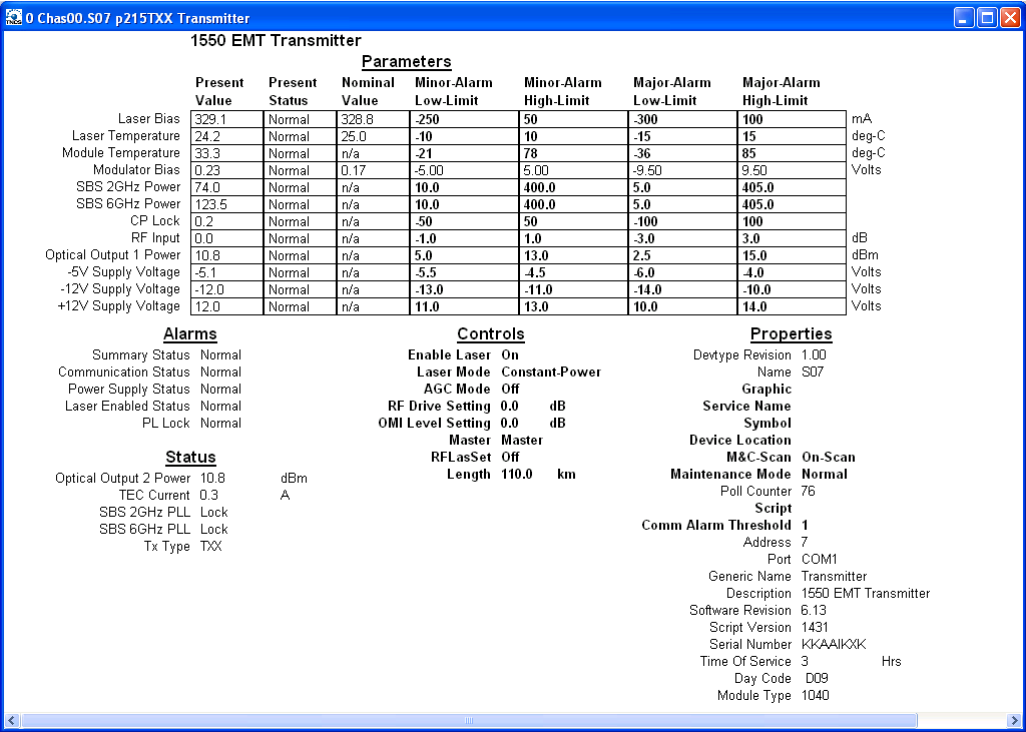 0 Chas00.S07 p215TXX Transmitter
1550 EMT Transmitter
Parameters
Present Value Present Status Nominal Value Minor-Alarm Low-Limit Minor-Alarm High-Limit Major-Alarm Low-Limit Major-Alarm High-Limit
Laser Bias 329.1 Normal 328.8 -250 50 -300 100 mA
Laser Temperature 24.2 Normal 25.0 -10 10 -15 15 deg-C
Module Temperature 33.3 Normal n/a -21 78 -36 85 deg-C
Modulator Bias 0.23 Normal 0.17 -5.00 5.00 -9.50 9.50 Volts
SBS 2GHz Power 74.0 Normal n/a 10.0 400.0 5.0 405.0
SBS 6GHz Power 123.5 Normal n/a 10.0 400.0 5.0 405.0
CP Lock 0.2 Normal n/a -50 50 -100 100
RF Input 0.0 Normal n/a -1.0 1.0 -3.0 3.0 dB
Optical Output 1 Power 10.8 Normal n/a 5.0 13.0 2.5 15.0 dBm
-5V Supply Voltage -5.1 Normal n/a -5.5 -4.5 -6.0 -4.0 Volts
-12V Supply Voltage -12.0 Normal n/a -13.0 -11.0 -14.0 -10.0 Volts
+12V Supply Voltage 12.0 Normal n/a 11.0 13.0 10.0 14.0 Volts
Alarms
Summary Status Normal
Communication Status Normal
Power Supply Status Normal
Laser Enabled Status Normal
PL Lock Normal
Status
Optical Output 2 Power 10.8 dBm
TEC Current 0.3 A
SBS 2GHz PLL Lock
SBS 6GHz PLL Lock
Tx Type TXX
Controls
Enable Laser On
Laser Mode Constant-Power
AGC Mode Off
RF Drive Setting 0.0 dB
OMI Level Setting 0.0 dB
Master Master
RFLasSet Off
Length 110.0 km
Properties
Devtype Revision 1.00
Name S07
Graphic
Service Name
Symbol
Device Location
M&C-Scan On-Scan
Maintenance Mode Normal
Poll Counter 76
Script
Comm Alarm Threshold 1
Address 7
Port COM1
Generic Name Transmitter
Description 1550 EMT Transmitter
Software Revision 6.13
Script Version 1431
Serial Number KKAAIKXK
Time Of Service 3 Hrs
Day Code D09
Module Type 1040